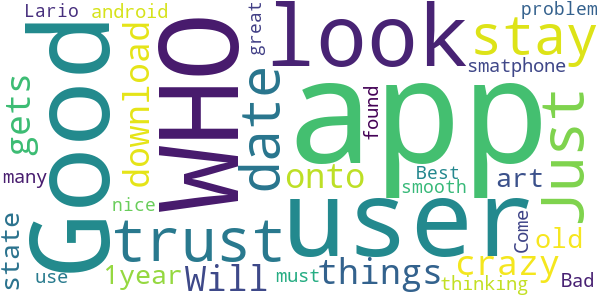 Lario
android
great
WHO
look
problem
stay
smatphone
Good
gets
download
date
app
found
Just
many
onto
Best
art
smooth
nice
user
Come
state
trust
old
use
1year
Will
must
things
crazy
thinking
Bad